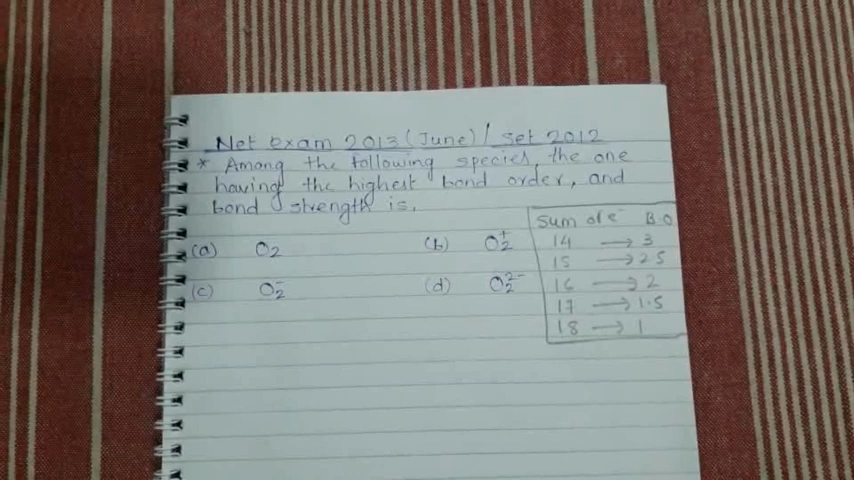 Net exam 2013 (June) / Set 2012
* Among the following species, the one
having the highest bond order, and
bond strength is.
(a) O₂ (b) O₂⁺
(c) O₂⁻ (d) O₂²⁻
Sum of e⁻ B.O
14 → 3
15 → 2.5
16 → 2
17 → 1.5
18 → 1